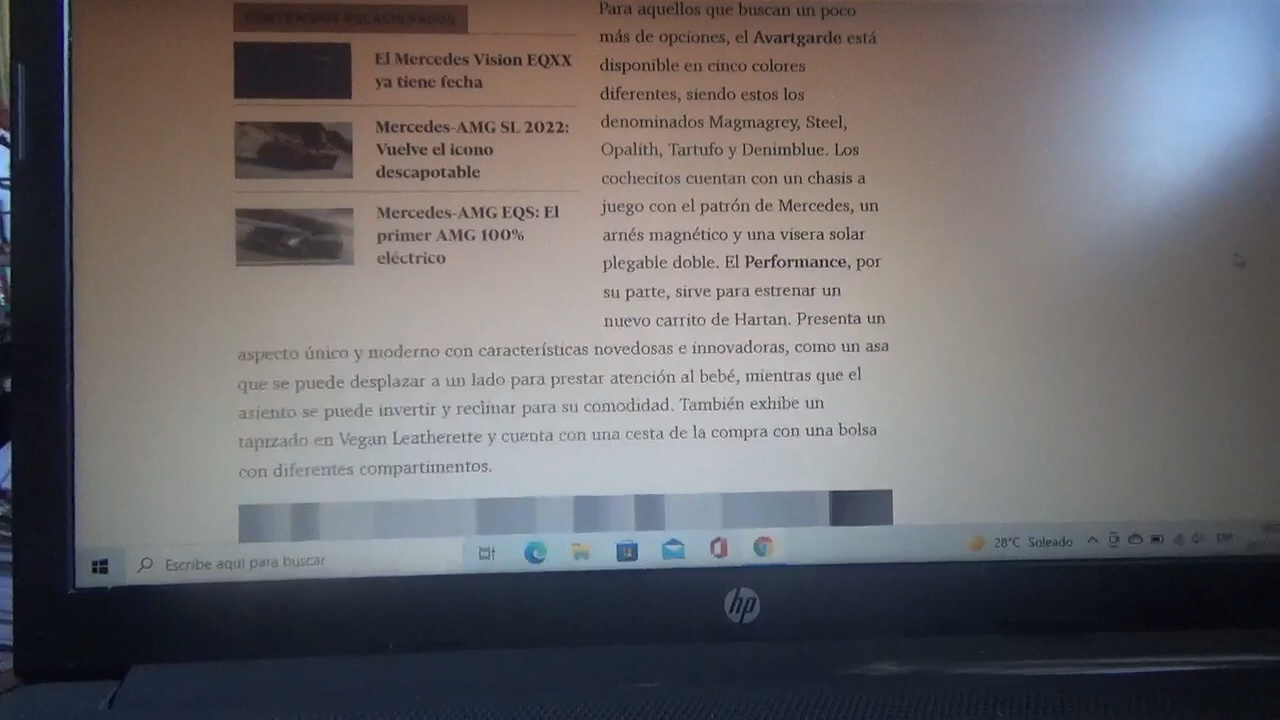 CONTENIDOS RELACIONADOS
El Mercedes Vision EQXX
ya tiene fecha
Mercedes-AMG SL 2022:
Vuelve el icono
descapotable
Mercedes-AMG EQS: El
primer AMG 100%
eléctrico
Para aquellos que buscan un poco
más de opciones, el Avartgarde está
disponible en cinco colores
diferentes, siendo estos los
denominados Magmagrey, Steel,
Opalith, Tartufo y Denimblue. Los
cochecitos cuentan con un chasis a
juego con el patrón de Mercedes, un
arnés magnético y una visera solar
plegable doble. El Performance, por
su parte, sirve para estrenar un
nuevo carrito de Hartan. Presenta un
aspecto único y moderno con características novedosas e innovadoras, como un asa
que se puede desplazar a un lado para prestar atención al bebé, mientras que el
asiento se puede invertir y reclinar para su comodidad. También exhibe un
tapizado en Vegan Leatherette y cuenta con una cesta de la compra con una bolsa
con diferentes compartimentos.
Escribe aquí para buscar
28°C Soleado
ESP
hp